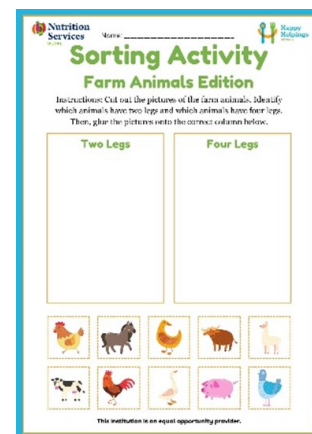 Nutrition
Services
Name:
Happy
Helpings
Sorting Activity
Farm Animals Edition
Instructions: Cut out the pictures of the farm animals. Identify
which animals have two legs and which animals have four legs.
Then, glue the pictures onto the correct column below.
Two Legs
Four Legs
This institution is an equal opportunity provider.